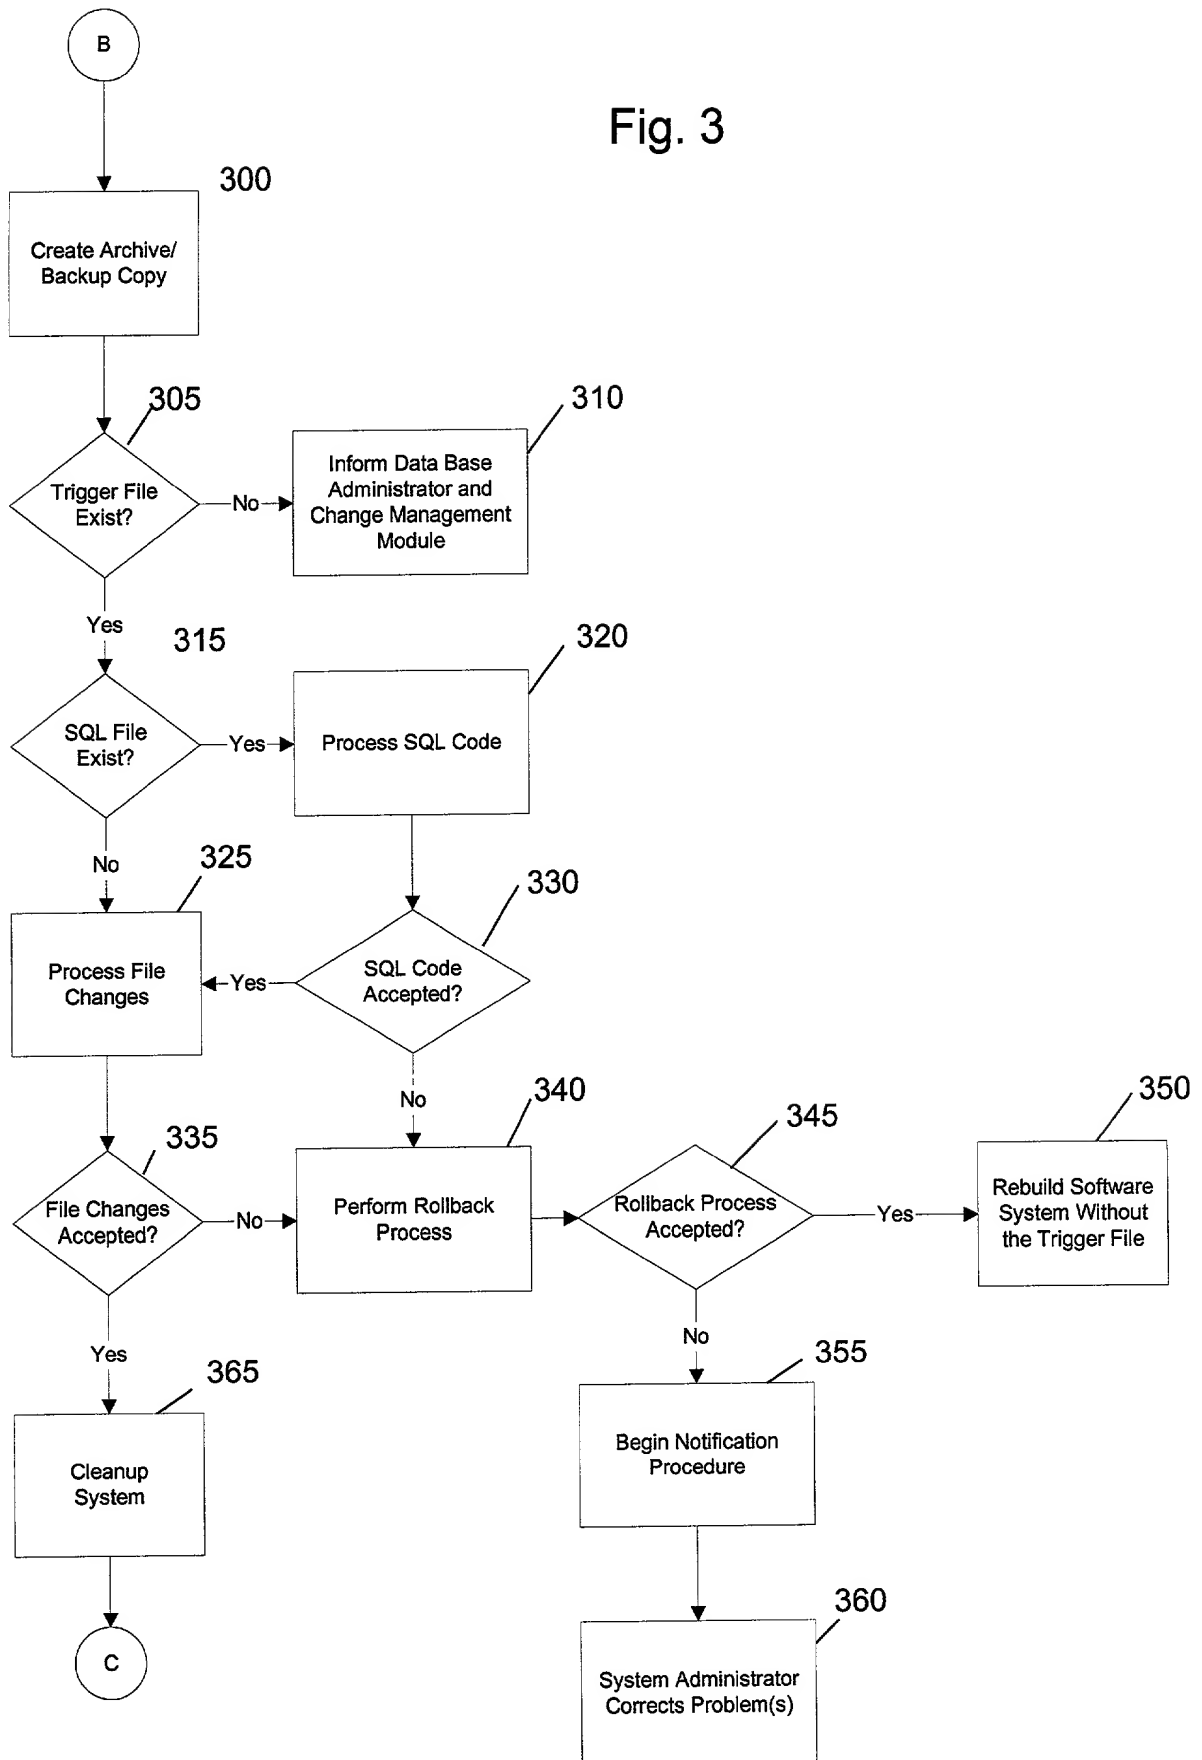 B
Fig. 3
300
Create Archive/
Backup Copy
305
310
Trigger File
Exist?
No
Inform Data Base
Administrator and
Change Management
Module
Yes
315
320
SQL File
Exist?
Yes
Process SQL Code
No
325
330
Process File
Changes
Yes
SQL Code
Accepted?
No
340
345
350
335
File Changes
Accepted?
No
Perform Rollback
Process
Rollback Process
Accepted?
Yes
Rebuild Software
System Without
the Trigger File
Yes
No
365
355
Cleanup
System
Begin Notification
Procedure
360
C
System Administrator
Corrects Problem(s)